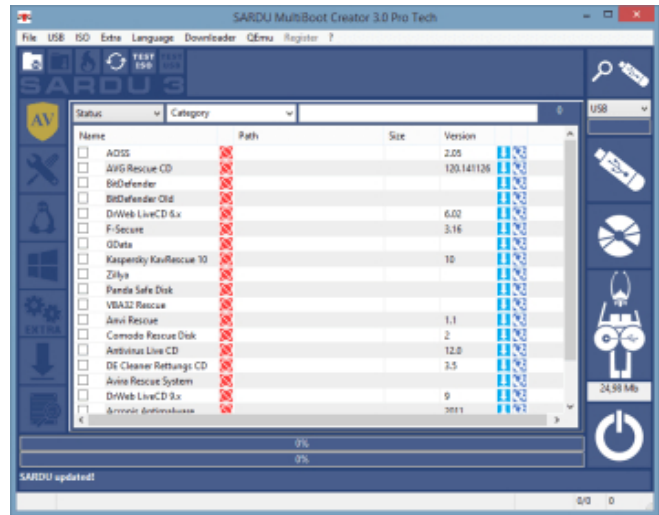 SARDU MultiBoot Creator 3.0 Pro Tech
File USB ISO Extra Language Downloader QEmu Register ?
TEST ISO TEST USB
SARDU 3
AV
Status Category 0 USB
Name Path Size Version
AOSS 2.05
AVG Rescue CD 120.141126
BitDefender
BitDefender Old
DrWeb LiveCD 6.x 6.02
F-Secure 3.16
GData
Kaspersky KavRescue 10 10
Zillya
Panda Safe Disk
VBA32 Rescue
Anvi Rescue 1.1
Comodo Rescue Disk 2
Antivirus Live CD 12.0
DE Cleaner Rettungs CD 3.5
Avira Rescue System
DrWeb LiveCD 9.x 9
Acronis Antimalware 2011
EXTRA
24,98 Mb
0%
0%
SARDU updated!
0/0 0